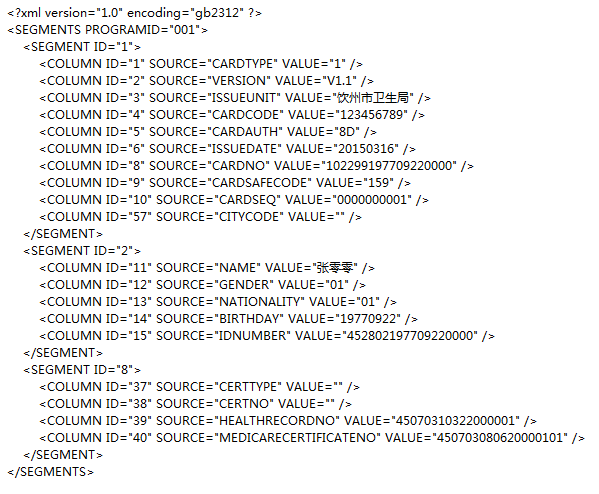 <?xml version="1.0" encoding="gb2312" ?>
<SEGMENTS PROGRAMID="001">
<SEGMENT ID="1">
<COLUMN ID="1" SOURCE="CARDTYPE" VALUE="1" />
<COLUMN ID="2" SOURCE="VERSION" VALUE="V1.1" />
<COLUMN ID="3" SOURCE="ISSUEUNIT" VALUE="饮州市卫生局" />
<COLUMN ID="4" SOURCE="CARDCODE" VALUE="123456789" />
<COLUMN ID="5" SOURCE="CARDAUTH" VALUE="8D" />
<COLUMN ID="6" SOURCE="ISSUEDATE" VALUE="20150316" />
<COLUMN ID="8" SOURCE="CARDNO" VALUE="102299197709220000" />
<COLUMN ID="9" SOURCE="CARDSAFECODE" VALUE="159" />
<COLUMN ID="10" SOURCE="CARDSEQ" VALUE="0000000001" />
<COLUMN ID="57" SOURCE="CITYCODE" VALUE="" />
</SEGMENT>
<SEGMENT ID="2">
<COLUMN ID="11" SOURCE="NAME" VALUE="张零零" />
<COLUMN ID="12" SOURCE="GENDER" VALUE="01" />
<COLUMN ID="13" SOURCE="NATIONALITY" VALUE="01" />
<COLUMN ID="14" SOURCE="BIRTHDAY" VALUE="19770922" />
<COLUMN ID="15" SOURCE="IDNUMBER" VALUE="452802197709220000" />
</SEGMENT>
<SEGMENT ID="8">
<COLUMN ID="37" SOURCE="CERTTYPE" VALUE="" />
<COLUMN ID="38" SOURCE="CERTNO" VALUE="" />
<COLUMN ID="39" SOURCE="HEALTHRECORDNO" VALUE="45070310322000001" />
<COLUMN ID="40" SOURCE="MEDICARECERTIFICATENO" VALUE="450703080620000101" />
</SEGMENT>
</SEGMENTS>